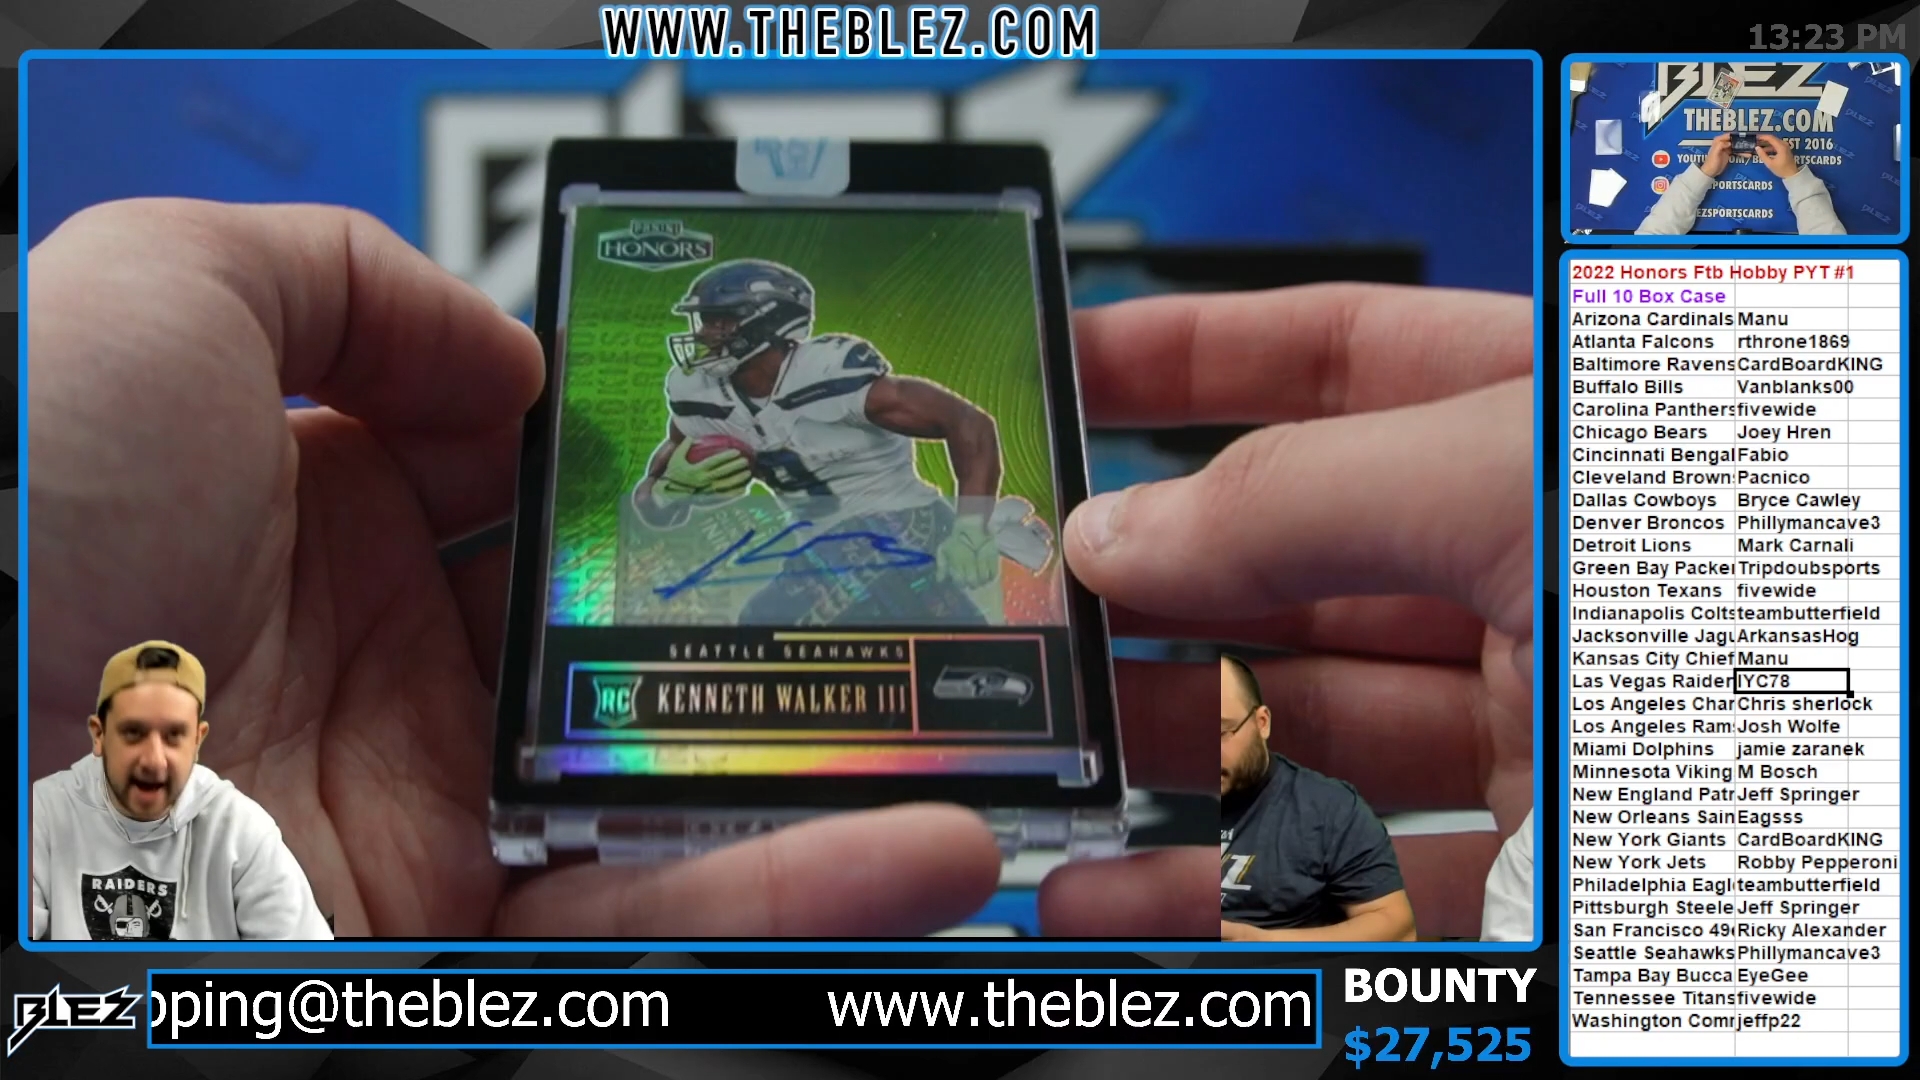 WWW.THEBLEZ.COM
13:23 PM
BLEZ
THEBLEZ.COM
EST 2016
PANINI
HONORS
SEATTLE SEAHAWKS
RC KENNETH WALKER III
RAIDERS
2022 Honors Ftb Hobby PYT #1
Full 10 Box Case
Arizona Cardinals Manu
Atlanta Falcons rthrone1869
Baltimore Ravens CardBoardKING
Buffalo Bills Vanblanks00
Carolina Panthers fivewide
Chicago Bears Joey Hren
Cincinnati Bengal Fabio
Cleveland Brown Pacnico
Dallas Cowboys Bryce Cawley
Denver Broncos Phillymancave3
Detroit Lions Mark Carnali
Green Bay Packer Tripdoubsports
Houston Texans fivewide
Indianapolis Colts teambutterfield
Jacksonville Jagu ArkansasHog
Kansas City Chief Manu
Las Vegas Raider IYC78
Los Angeles Char Chris sherlock
Los Angeles Ram Josh Wolfe
Miami Dolphins jamie zaranek
Minnesota Viking M Bosch
New England Patr Jeff Springer
New Orleans Sain Eagsss
New York Giants CardBoardKING
New York Jets Robby Pepperoni
Philadelphia Eagl teambutterfield
Pittsburgh Steele Jeff Springer
San Francisco 49 Ricky Alexander
Seattle Seahawks Phillymancave3
Tampa Bay Bucca EyeGee
Tennessee Titans fivewide
Washington Com jeffp22
BLEZ
pping@theblez.com www.theblez.com
BOUNTY
$27,525